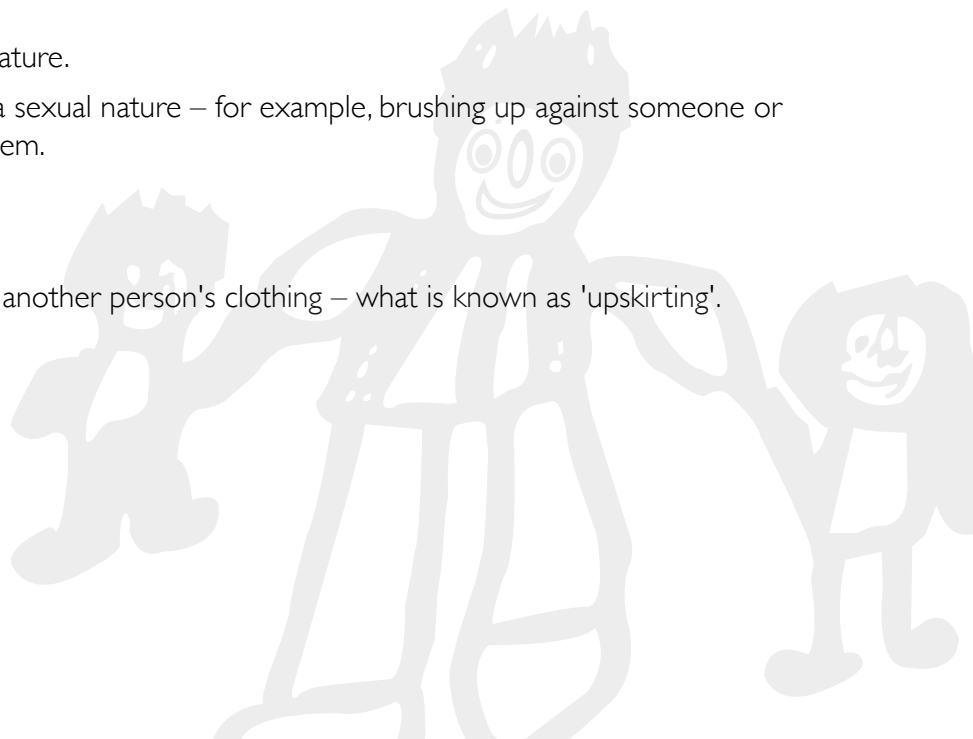 ature.
a sexual nature – for example, brushing up against someone or
em.
another person's clothing – what is known as 'upskirting'.